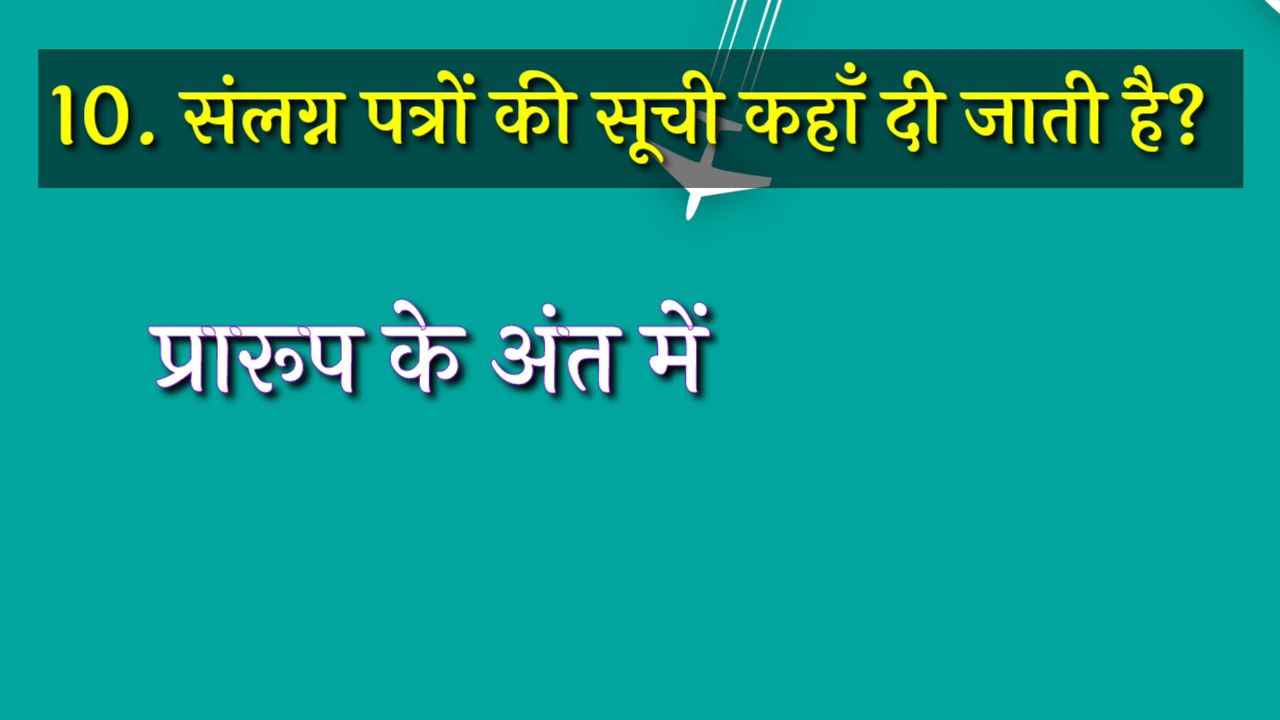 10. संलग्न पत्रों की सूची कहाँ दी जाती है?
प्रारूप के अंत में